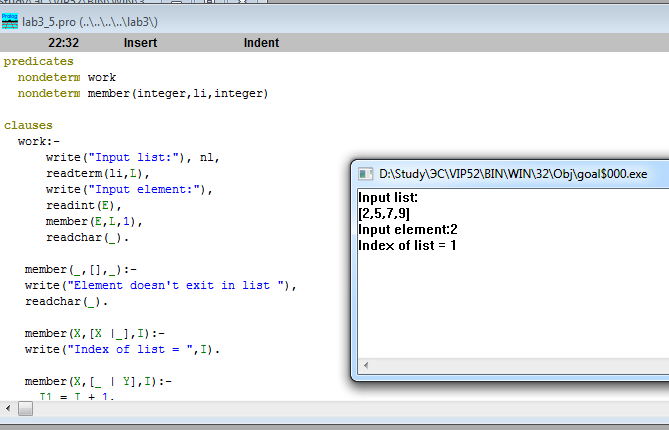 lab3_5.pro (..\..\..\..\lab3\)
22:32 Insert Indent
predicates
nondeterm work
nondeterm member(integer,li,integer)
clauses
work:-
write("Input list:"), nl,
readterm(li,L),
write("Input element:"),
readint(E),
member(E,L,1),
readchar(_).
member(_,[],_):-
write("Element doesn't exit in list "),
readchar(_).
member(X,[X |_],I):-
write("Index of list = ",I).
member(X,[_ | Y],I):-
I1 = I + 1,
D:\Study\ЭС\VIP52\BIN\WIN\32\Obj\goal$000.exe
Input list:
[2,5,7,9]
Input element:2
Index of list = 1